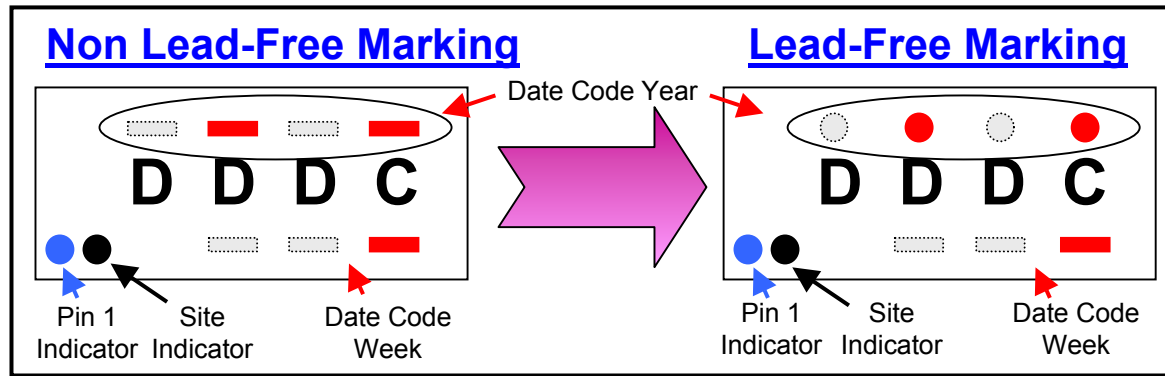 Non Lead-Free Marking
Lead-Free Marking
Date Code Year
D D D C
D D D C
Pin 1
Indicator
Site
Indicator
Date Code
Week
Pin 1
Indicator
Site
Indicator
Date Code
Week